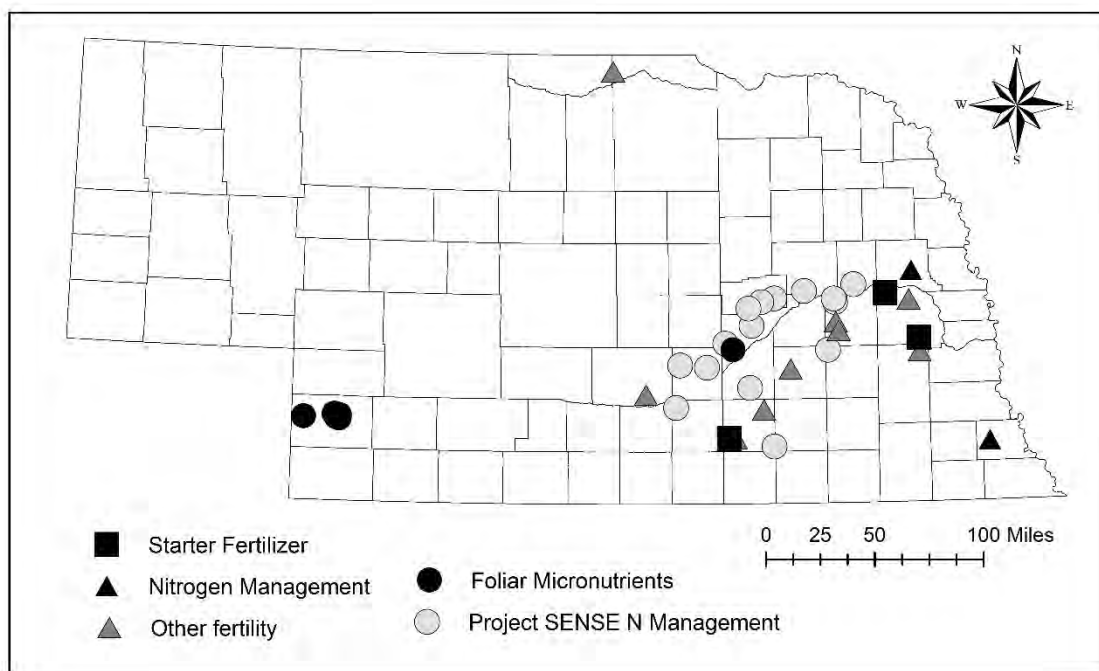 N
W E
S
0 25 50 100 Miles
Starter Fertilizer
Nitrogen Management
Other fertility
Foliar Micronutrients
Project SENSE N Management